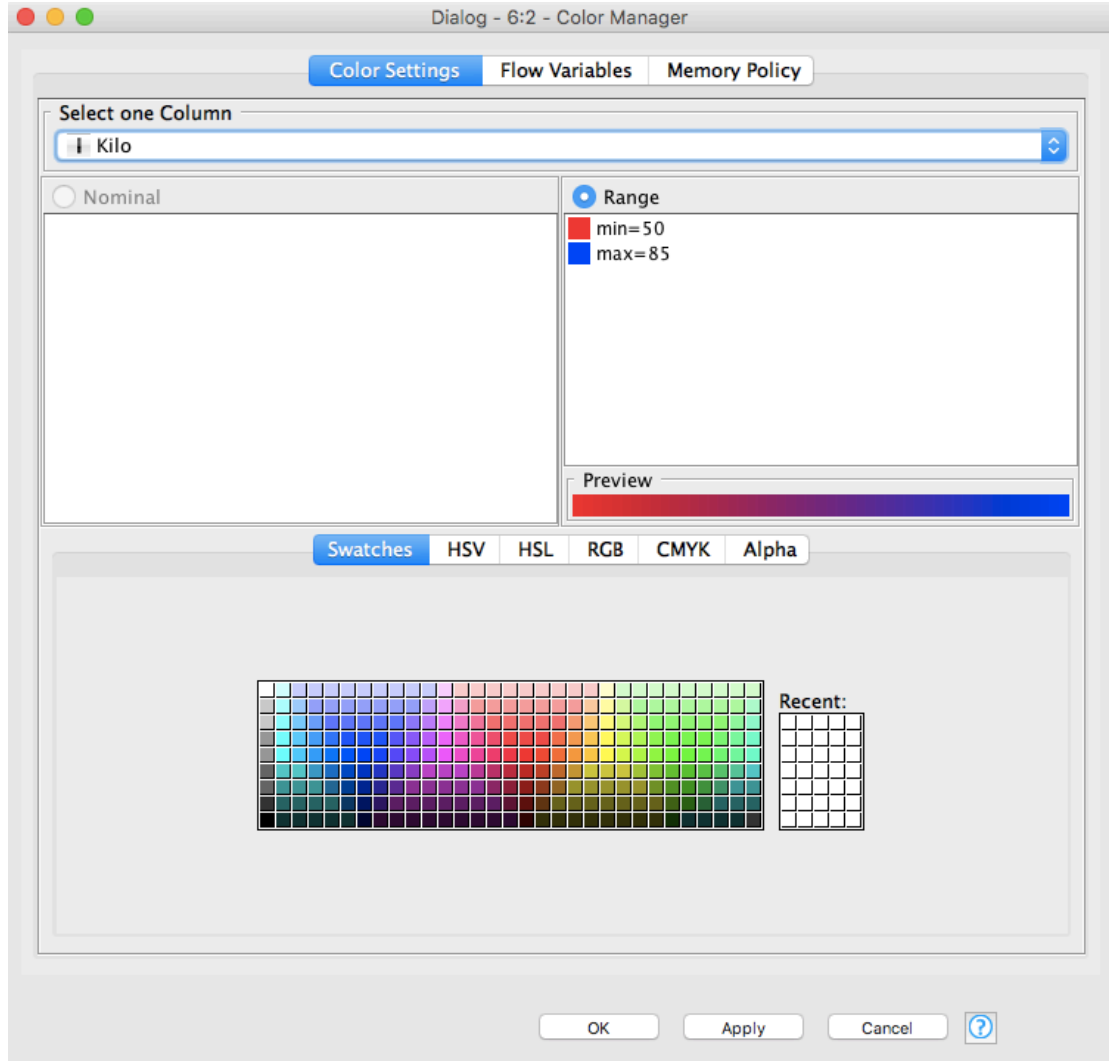 Dialog - 6:2 - Color Manager
Color Settings Flow Variables Memory Policy
Select one Column
Kilo
Nominal
Range
min=50
max=85
Preview
Swatches HSV HSL RGB CMYK Alpha
Recent:
OK Apply Cancel ?